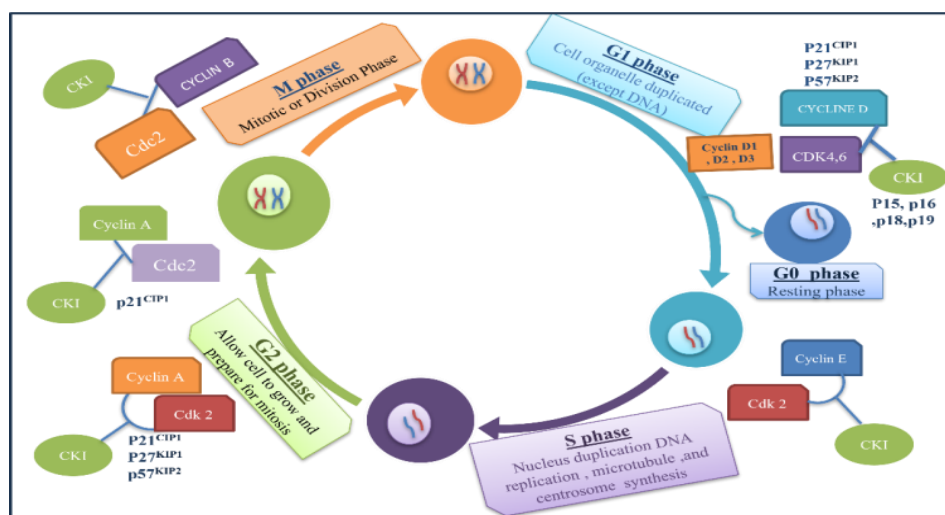 CKI
CYCLIN B
Cdc2
M phase
Mitotic or Division Phase
G1 phase
Cell organelle duplicated
(except DNA)
P21CIP1
P27KIP1
P57KIP2
CYCLINE D
Cyclin D1
, D2 , D3
CDK4,6
CKI
P15, p16
,p18,p19
G0 phase
Resting phase
Cyclin E
Cdk 2
CKI
S phase
Nucleus duplication DNA
replication , microtubule ,and
centrosome synthesis
G2 phase
Allow cell to grow and
prepare for mitosis
Cyclin A
Cdk 2
CKI
P21CIP1
P27KIP1
p57KIP2
Cyclin A
Cdc2
CKI
p21CIP1